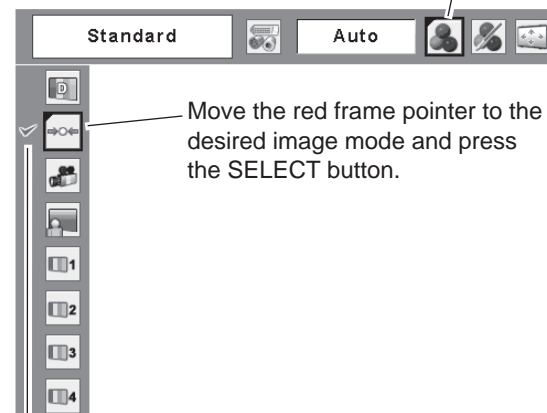 Standard
Auto
D
Move the red frame pointer to the
desired image mode and press
the SELECT button.
1
2
3
4